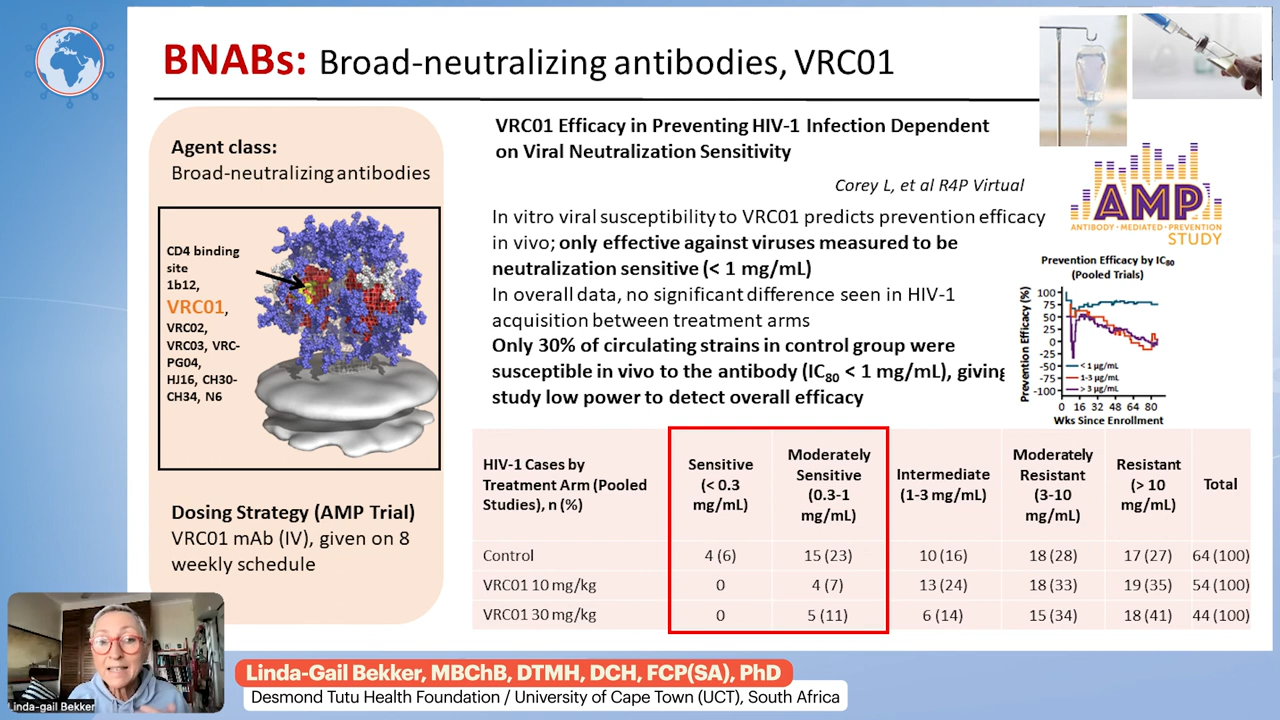 BNABs: Broad-neutralizing antibodies, VRC01
Agent class:
Broad-neutralizing antibodies
CD4 binding
site
1b12,
VRC01,
VRC02,
VRC03, VRC-
PG04,
HJ16, CH30-
CH34, N6
Dosing Strategy (AMP Trial)
VRC01 mAb (IV), given on 8
weekly schedule
VRC01 Efficacy in Preventing HIV-1 Infection Dependent
on Viral Neutralization Sensitivity
Corey L, et al R4P Virtual
In vitro viral susceptibility to VRC01 predicts prevention efficacy
in vivo; only effective against viruses measured to be
neutralization sensitive (< 1 mg/mL)
In overall data, no significant difference seen in HIV-1
acquisition between treatment arms
Only 30% of circulating strains in control group were
susceptible in vivo to the antibody (IC80 < 1 mg/mL), giving
study low power to detect overall efficacy
AMP
ANTIBODY • MEDIATED • PREVENTION
STUDY
Prevention Efficacy by IC80
(Pooled Trials)
Prevention Efficacy (%)
100
75
50
25
0
-25
-50
-75
-100
< 1 µg/mL
1-3 µg/mL
> 3 µg/mL
0 16 32 48 64 80
Wks Since Enrollment
HIV-1 Cases by
Treatment Arm (Pooled
Studies), n (%)
Sensitive
(< 0.3
mg/mL)
Moderately
Sensitive
(0.3-1
mg/mL)
Intermediate
(1-3 mg/mL)
Moderately
Resistant
(3-10
mg/mL)
Resistant
(> 10
mg/mL)
Total
Control 4 (6) 15 (23) 10 (16) 18 (28) 17 (27) 64 (100)
VRC01 10 mg/kg 0 4 (7) 13 (24) 18 (33) 19 (35) 54 (100)
VRC01 30 mg/kg 0 5 (11) 6 (14) 15 (34) 18 (41) 44 (100)
Linda-gail Bekker
Linda-Gail Bekker, MBChB, DTMH, DCH, FCP(SA), PhD
Desmond Tutu Health Foundation / University of Cape Town (UCT), South Africa